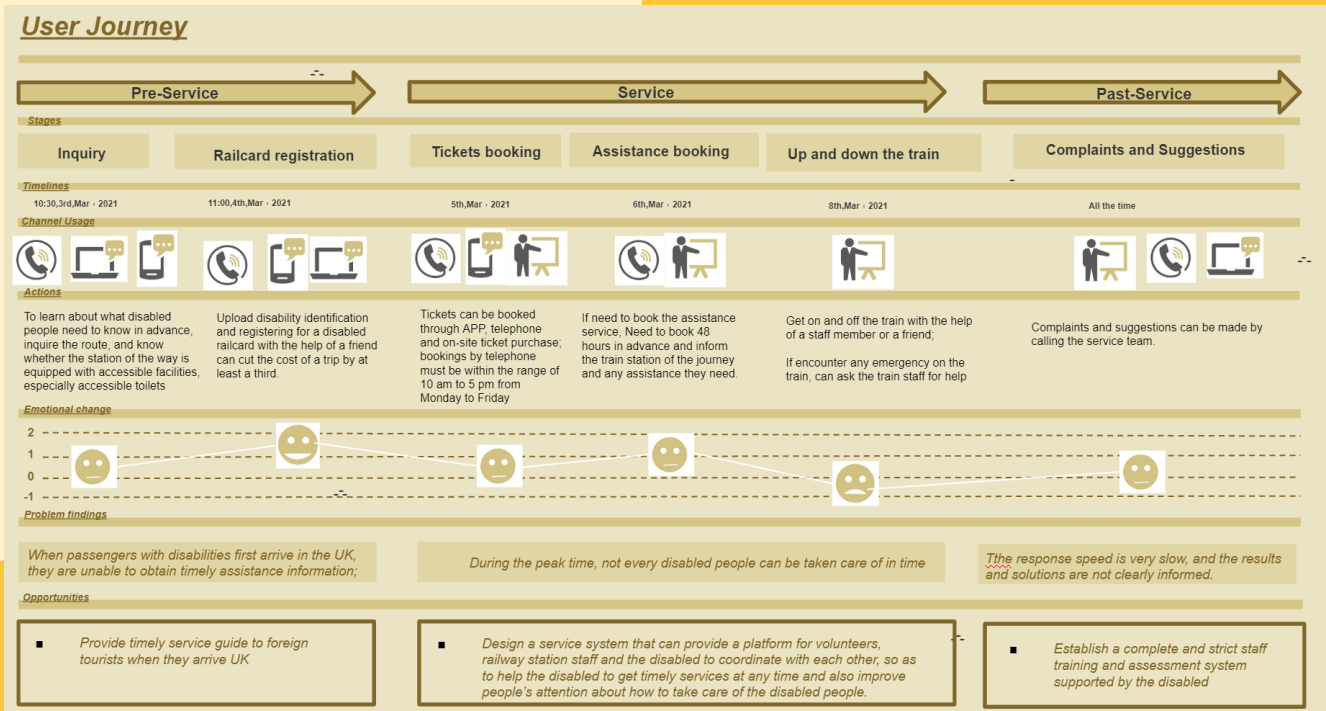 User Journey
Pre-Service
Service
Past-Service
Stages
Inquiry
Railcard registration
Tickets booking
Assistance booking
Up and down the train
Complaints and Suggestions
Timelines
10:30,3rd,Mar，2021
11:00,4th,Mar，2021
5th,Mar，2021
6th,Mar，2021
8th,Mar，2021
All the time
Channel Usage
Actions
To learn about what disabled
people need to know in advance,
inquire the route, and know
whether the station of the way is
equipped with accessible facilities,
especially accessible toilets
Upload disability identification
and registering for a disabled
railcard with the help of a friend
can cut the cost of a trip by at
least a third.
Tickets can be booked
through APP, telephone
and on-site ticket purchase;
bookings by telephone
must be within the range of
10 am to 5 pm from
Monday to Friday
If need to book the assistance
service, Need to book 48
hours in advance and inform
the train station of the journey
and any assistance they need.
Get on and off the train with the help
of a staff member or a friend;
If encounter any emergency on the
train, can ask the train staff for help
Complaints and suggestions can be made by
calling the service team.
Emotional change
2
1
0
-1
Problem findings
When passengers with disabilities first arrive in the UK,
they are unable to obtain timely assistance information;
During the peak time, not every disabled people can be taken care of in time
Tthe response speed is very slow, and the results
and solutions are not clearly informed.
Opportunities
▪ Provide timely service guide to foreign
tourists when they arrive UK
▪ Design a service system that can provide a platform for volunteers,
railway station staff and the disabled to coordinate with each other, so as
to help the disabled to get timely services at any time and also improve
people's attention about how to take care of the disabled people.
▪ Establish a complete and strict staff
training and assessment system
supported by the disabled